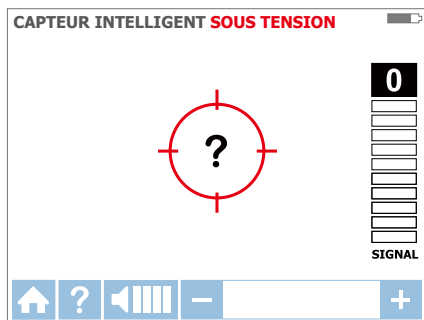 CAPTEUR INTELLIGENT SOUS TENSION
0
?
SIGNAL
? − +